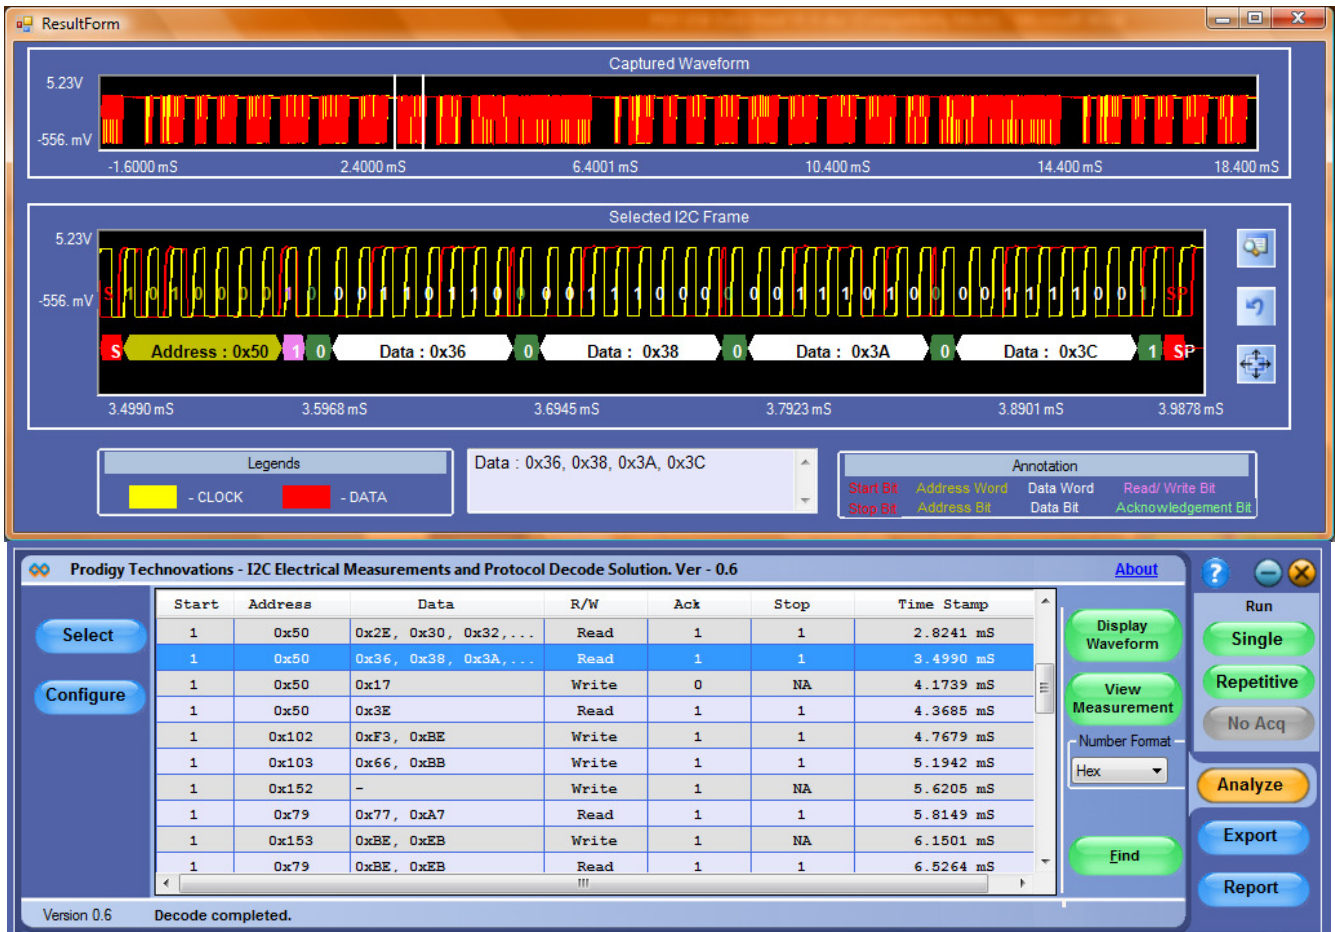 ResultForm
Captured Waveform
5.23V
-556. mV
-1.6000 mS 2.4000 mS 6.4001 mS 10.400 mS 14.400 mS 18.400 mS
Selected I2C Frame
5.23V
-556. mV
S 1 0 1 0 0 0 0 1 0 0 0 1 1 0 1 1 0 0 0 0 1 1 1 0 0 0 0 0 0 1 1 1 0 1 0 0 0 0 1 1 1 1 0 0 1 SP
S Address : 0x50 1 0 Data : 0x36 0 Data : 0x38 0 Data : 0x3A 0 Data : 0x3C 1 SP
3.4990 mS 3.5968 mS 3.6945 mS 3.7923 mS 3.8901 mS 3.9878 mS
Legends
- CLOCK - DATA
Data : 0x36, 0x38, 0x3A, 0x3C
Annotation
Start Bit Address Word Data Word Read/ Write Bit
Stop Bit Address Bit Data Bit Acknowledgement Bit
Prodigy Technovations - I2C Electrical Measurements and Protocol Decode Solution. Ver - 0.6 About ?
Select
Configure
Start Address Data R/W Ack Stop Time Stamp
1 0x50 0x2E, 0x30, 0x32,... Read 1 1 2.8241 mS
1 0x50 0x36, 0x38, 0x3A,... Read 1 1 3.4990 mS
1 0x50 0x17 Write 0 NA 4.1739 mS
1 0x50 0x3E Read 1 1 4.3685 mS
1 0x102 0xF3, 0xBE Write 1 1 4.7679 mS
1 0x103 0x66, 0xBB Write 1 1 5.1942 mS
1 0x152 - Write 1 NA 5.6205 mS
1 0x79 0x77, 0xA7 Read 1 1 5.8149 mS
1 0x153 0xBE, 0xEB Write 1 NA 6.1501 mS
1 0x79 0xBE, 0xEB Read 1 1 6.5264 mS
Display
Waveform
View
Measurement
Number Format
Hex
Find
Run
Single
Repetitive
No Acq
Analyze
Export
Report
Version 0.6 Decode completed.